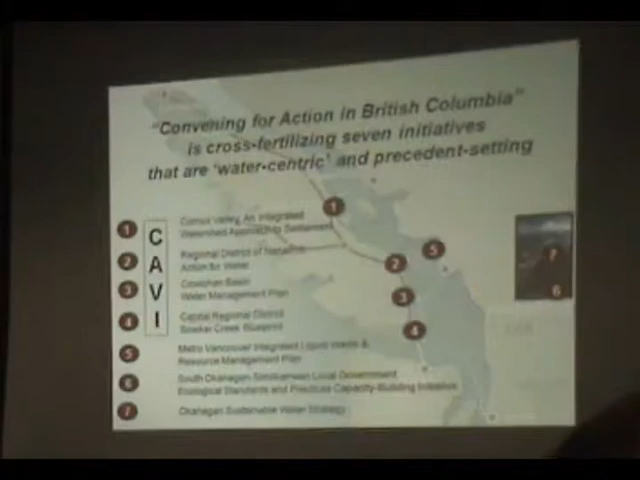 "Convening for Action in British Columbia"
is cross-fertilizing seven initiatives
that are 'water-centric' and precedent-setting
1
C
A
V
I
Comox Valley, An Integrated
Watershed Approach to Settlement
2
Regional District of Nanaimo
Action for Water
3
Cowichan Basin
Water Management Plan
4
Capital Regional District
Bowker Creek Blueprint
5
Metro Vancouver Integrated Liquid Waste &
Resource Management Plan
6
South Okanagan-Similkameen Local Government
Ecological Standards and Practices Capacity-Building Initiative
7
Okanagan Sustainable Water Strategy
1
2
5
3
4
7
6